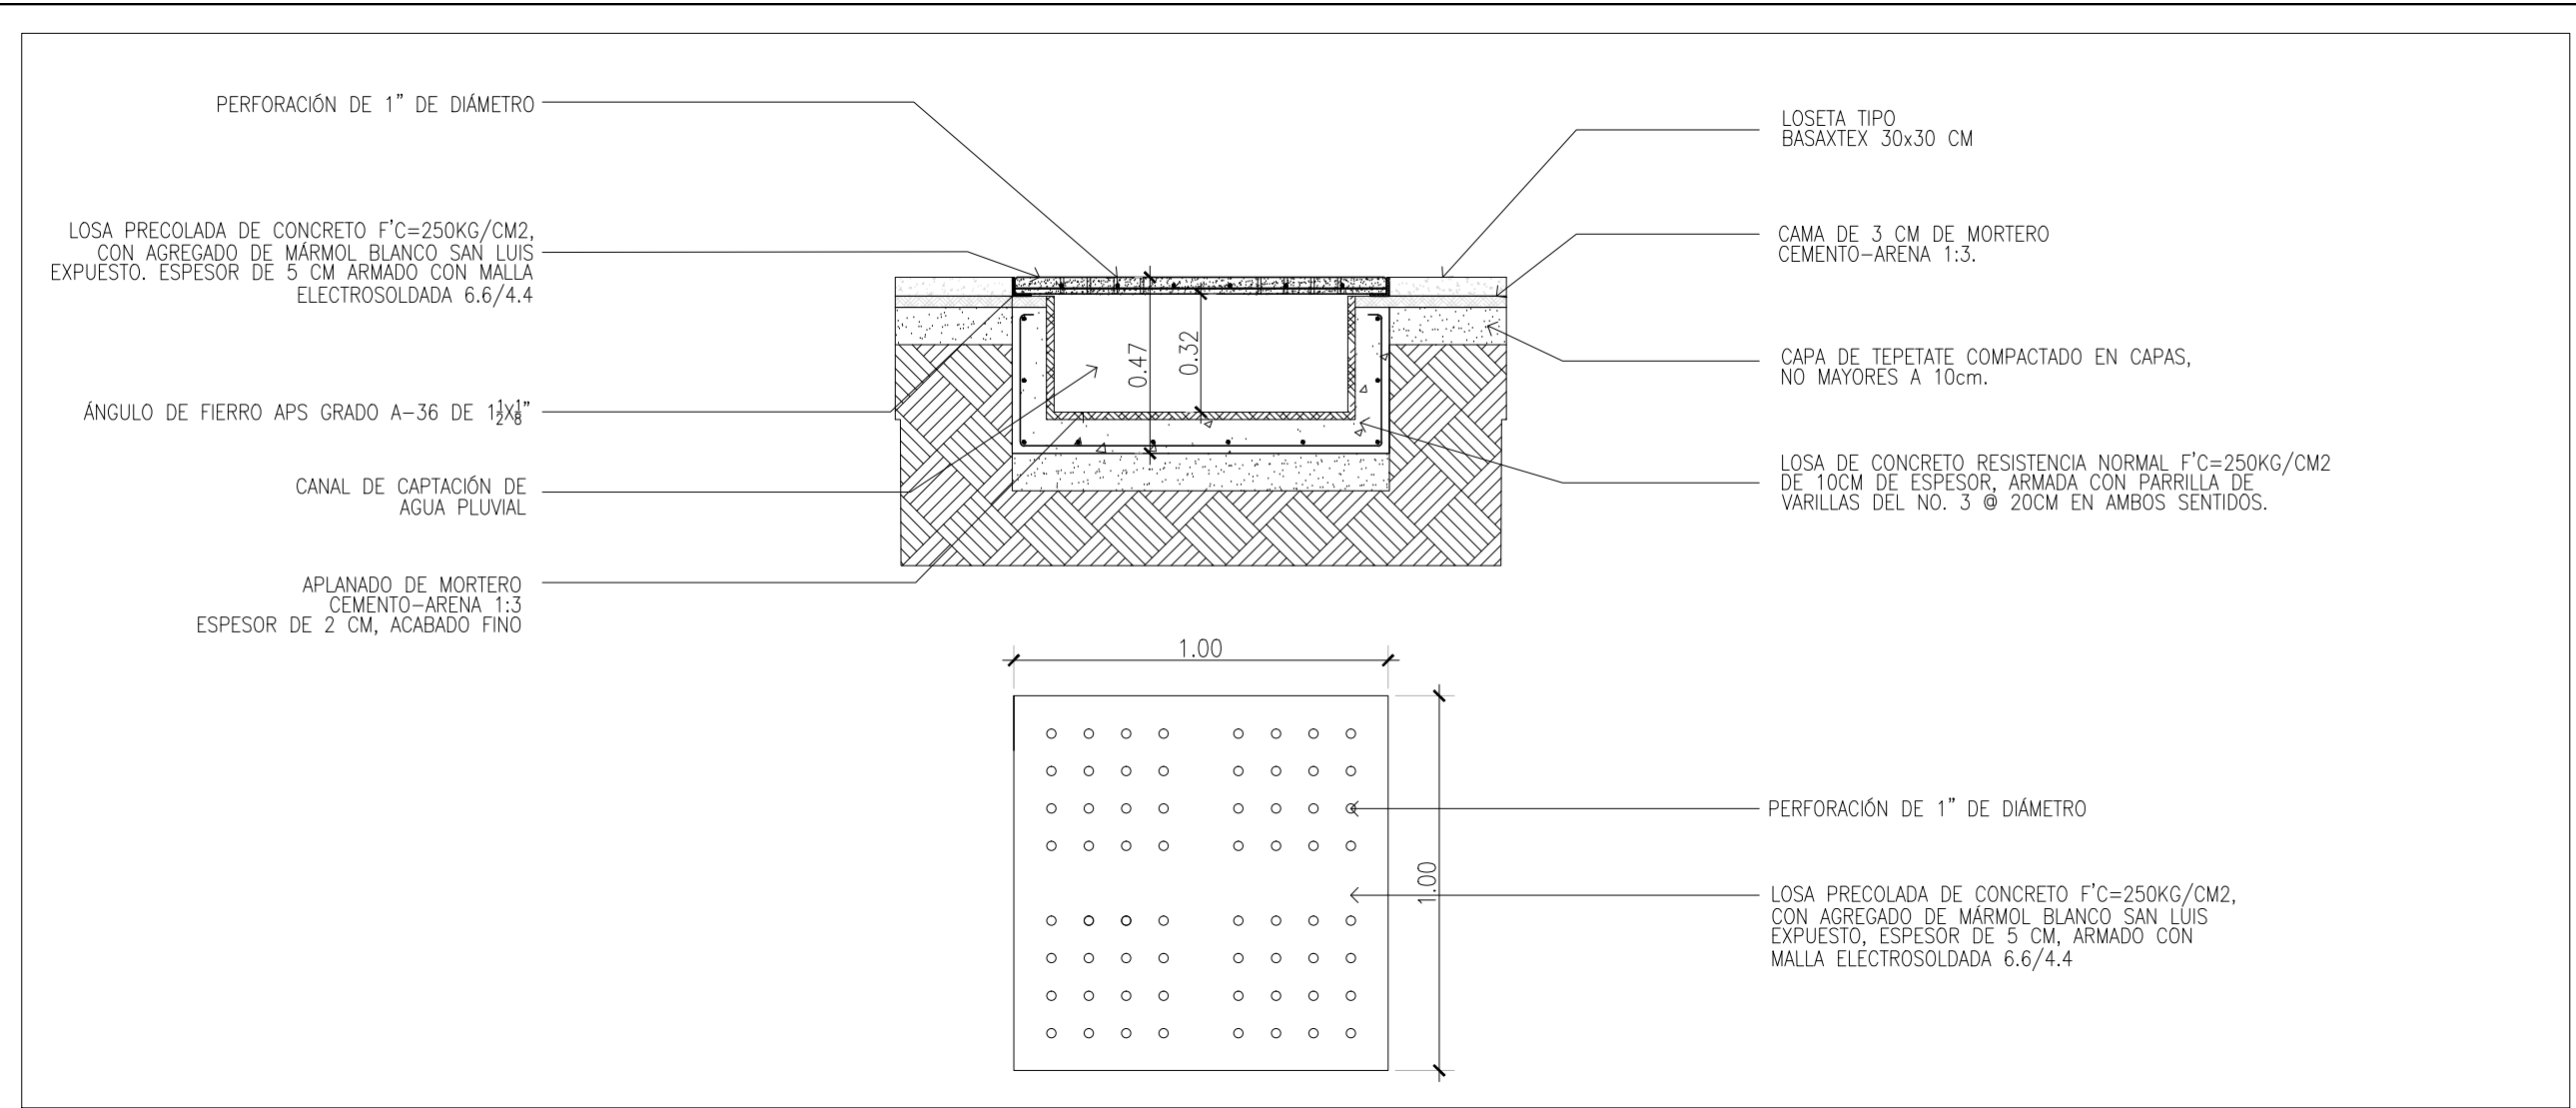 PERFORACIÓN DE 1" DE DIÁMETRO
LOSA PRECOLADA DE CONCRETO F'C=250KG/CM2,
CON AGREGADO DE MÁRMOL BLANCO SAN LUIS
EXPUESTO. ESPESOR DE 5 CM ARMADO CON MALLA
ELECTROSOLDADA 6.6/4.4
ÁNGULO DE FIERRO APS GRADO A-36 DE 1 1/2X1/8"
CANAL DE CAPTACIÓN DE
AGUA PLUVIAL
APLANADO DE MORTERO
CEMENTO-ARENA 1:3
ESPESOR DE 2 CM, ACABADO FINO
0.47
0.32
LOSETA TIPO
BASAXTEX 30x30 CM
CAMA DE 3 CM DE MORTERO
CEMENTO-ARENA 1:3.
CAPA DE TEPETATE COMPACTADO EN CAPAS,
NO MAYORES A 10cm.
LOSA DE CONCRETO RESISTENCIA NORMAL F'C=250KG/CM2
DE 10CM DE ESPESOR, ARMADA CON PARRILLA DE
VARILLAS DEL NO. 3 @ 20CM EN AMBOS SENTIDOS.
1.00
1.00
PERFORACIÓN DE 1" DE DIÁMETRO
LOSA PRECOLADA DE CONCRETO F'C=250KG/CM2,
CON AGREGADO DE MÁRMOL BLANCO SAN LUIS
EXPUESTO, ESPESOR DE 5 CM, ARMADO CON
MALLA ELECTROSOLDADA 6.6/4.4